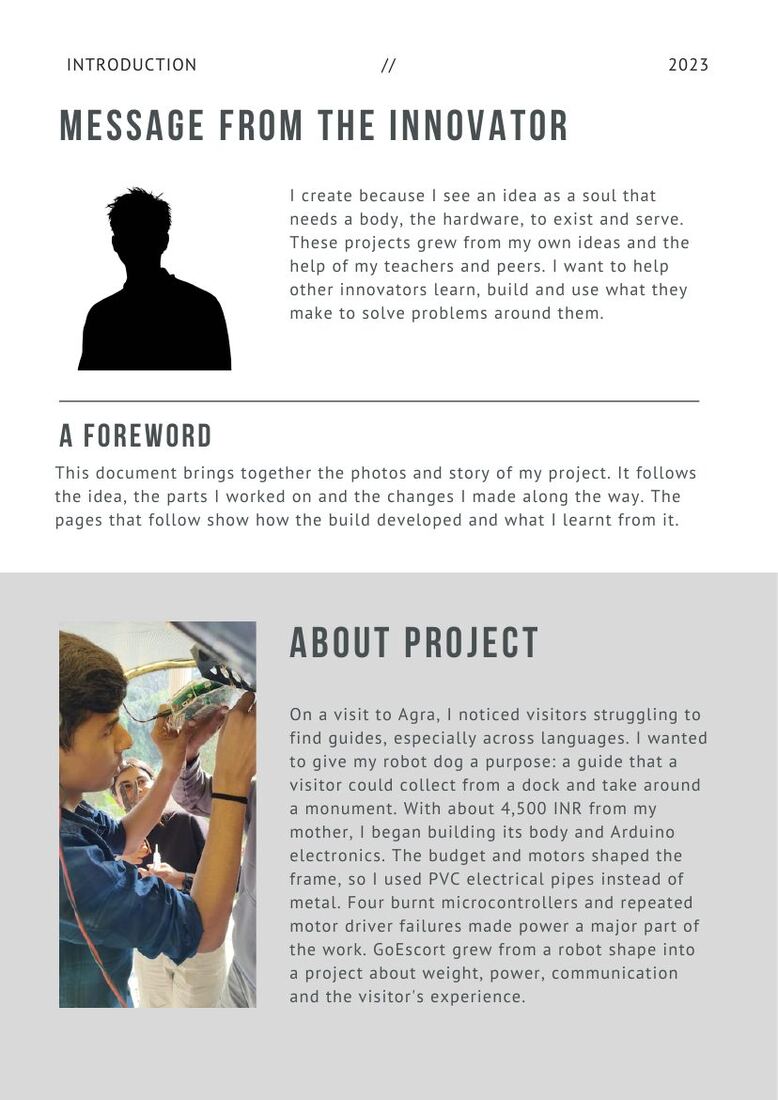 INTRODUCTION // 2023
MESSAGE FROM THE INNOVATOR
I create because I see an idea as a soul that
needs a body, the hardware, to exist and serve.
These projects grew from my own ideas and the
help of my teachers and peers. I want to help
other innovators learn, build and use what they
make to solve problems around them.
A FOREWORD
This document brings together the photos and story of my project. It follows
the idea, the parts I worked on and the changes I made along the way. The
pages that follow show how the build developed and what I learnt from it.
ABOUT PROJECT
On a visit to Agra, I noticed visitors struggling to
find guides, especially across languages. I wanted
to give my robot dog a purpose: a guide that a
visitor could collect from a dock and take around
a monument. With about 4,500 INR from my
mother, I began building its body and Arduino
electronics. The budget and motors shaped the
frame, so I used PVC electrical pipes instead of
metal. Four burnt microcontrollers and repeated
motor driver failures made power a major part of
the work. GoEscort grew from a robot shape into
a project about weight, power, communication
and the visitor's experience.